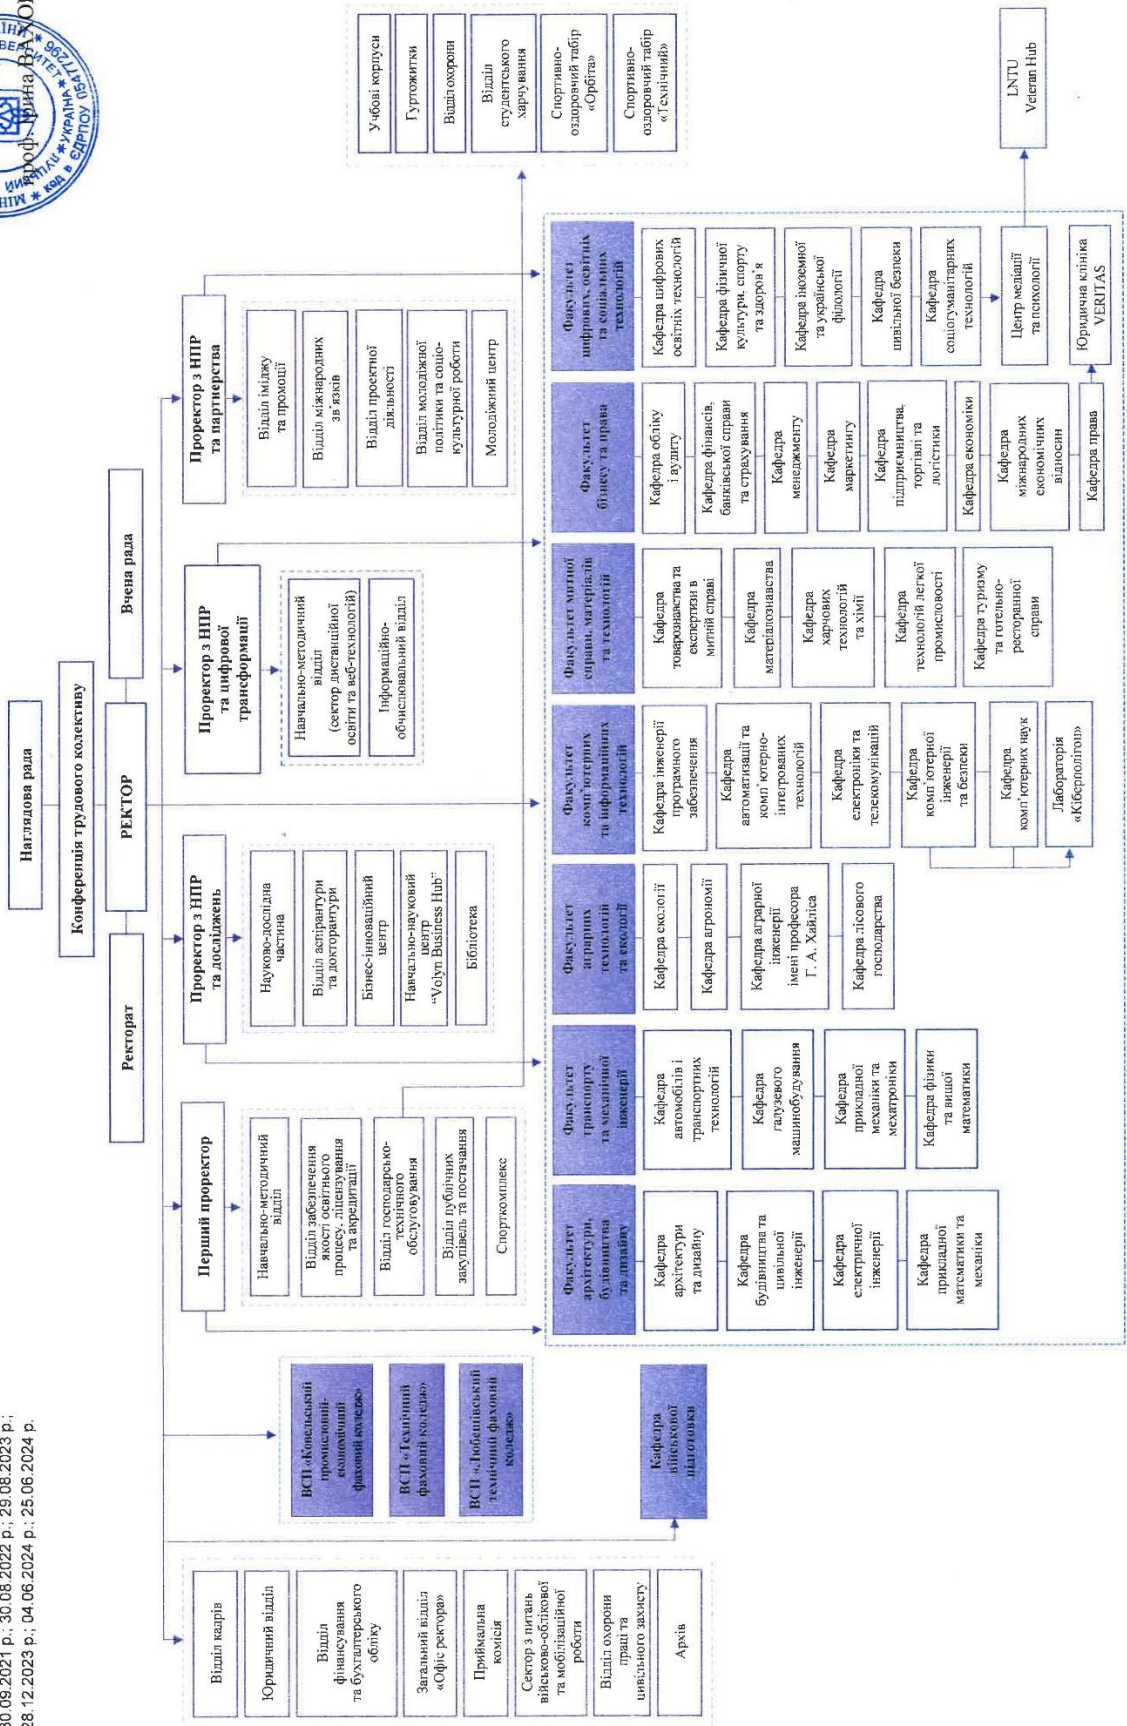 30.09.2021 р.; 30.08.2022 р.; 29.08.2023 р.;
28.12.2023 р.; 04.06.2024 р.; 25.06.2024 р.
проф. Ірина
УКРАЇНА
код в ЄДРПОУ 05477296
Наглядова рада
Конференція трудового колективу
Ректорат
РЕКТОР
Вчена рада
Відділ кадрів
Юридичний відділ
Відділ
фінансування
та бухгалтерського
обліку
Загальний відділ
«Офіс ректора»
Приймальна
комісія
Сектор з питань
військово-облікової
та мобілізаційної
роботи
Відділ охорони
праці та
цивільного захисту
Архів
ВСП «Ковельський
промислово-
економічний
фаховий коледж»
ВСП «Технічний
фаховий коледж»
ВСП «Любешівський
технічний фаховий
коледж»
Кафедра
військової
підготовки
Перший проректор
Навчально-методичний
відділ
Відділ забезпечення
якості освітнього
процесу, ліцензування
та акредитації
Відділ господарсько-
технічного
обслуговування
Відділ публічних
закупівель та постачання
Спорткомплекс
Проректор з НПР
та досліджень
Науково-дослідна
частина
Відділ аспірантури
та докторантури
Бізнес-інноваційний
центр
Навчально-науковий
центр
“Volyn Business Hub”
Бібліотека
Проректор з НПР
та цифрової
трансформації
Навчально-методичний
відділ
(сектор дистанційної
освіти та веб-технологій)
Інформаційно-
обчислювальний відділ
Проректор з НПР
та партнерства
Відділ іміджу
та промоції
Відділ міжнародних
зв’язків
Відділ проектної
діяльності
Відділ молодіжної
політики та соціо-
культурної роботи
Молодіжний центр
Учбові корпуси
Гуртожитки
Відділ охорони
Відділ
студентського
харчування
Спортивно-
оздоровчий табір
«Орбіта»
Спортивно-
оздоровчий табір
«Технічний»
Факультет
архітектури,
будівництва
та дизайну
Кафедра
архітектури
та дизайну
Кафедра
будівництва та
цивільної
інженерії
Кафедра
електричної
інженерії
Кафедра
прикладної
математики та
механіки
Факультет
транспорту
та механічної
інженерії
Кафедра
автомобілів і
транспортних
технологій
Кафедра
галузевого
машинобудування
Кафедра
прикладної
механіки та
мехатроніки
Кафедра фізики
та вищої
математики
Факультет
аграрних
технологій
та екології
Кафедра екології
Кафедра агрономії
Кафедра аграрної
інженерії
імені професора
Г. А. Хайліса
Кафедра лісового
господарства
Факультет
комп’ютерних
та інформаційних
технологій
Кафедра інженерії
програмного
забезпечення
Кафедра
автоматизації та
комп’ютерно-
інтегрованих
технологій
Кафедра
електроніки та
телекомунікацій
Кафедра
комп’ютерної
інженерії
та безпеки
Кафедра
комп’ютерних наук
Лабораторія
«Кіберполігон»
Факультет митної
справи, матеріалів
та технологій
Кафедра
товарознавства та
експертизи в
митній справі
Кафедра
матеріалознавства
Кафедра
харчових
технологій
та хімії
Кафедра
технологій легкої
промисловості
Кафедра туризму
та готельно-
ресторанної
справи
Факультет
бізнесу та права
Кафедра обліку
і аудиту
Кафедра фінансів,
банківської справи
та страхування
Кафедра
менеджменту
Кафедра
маркетингу
Кафедра
підприємництва,
торгівлі та
логістики
Кафедра економіки
Кафедра
міжнародних
економічних
відносин
Кафедра права
Факультет
цифрових, освітніх
та соціальних
технологій
Кафедра цифрових
освітніх технологій
Кафедра фізичної
культури, спорту
та здоров’я
Кафедра іноземної
та української
філології
Кафедра
цивільної безпеки
Кафедра
соціогуманітарних
технологій
Центр медіації
та психології
Юридична клініка
VERITAS
LNTU
Veteran Hub